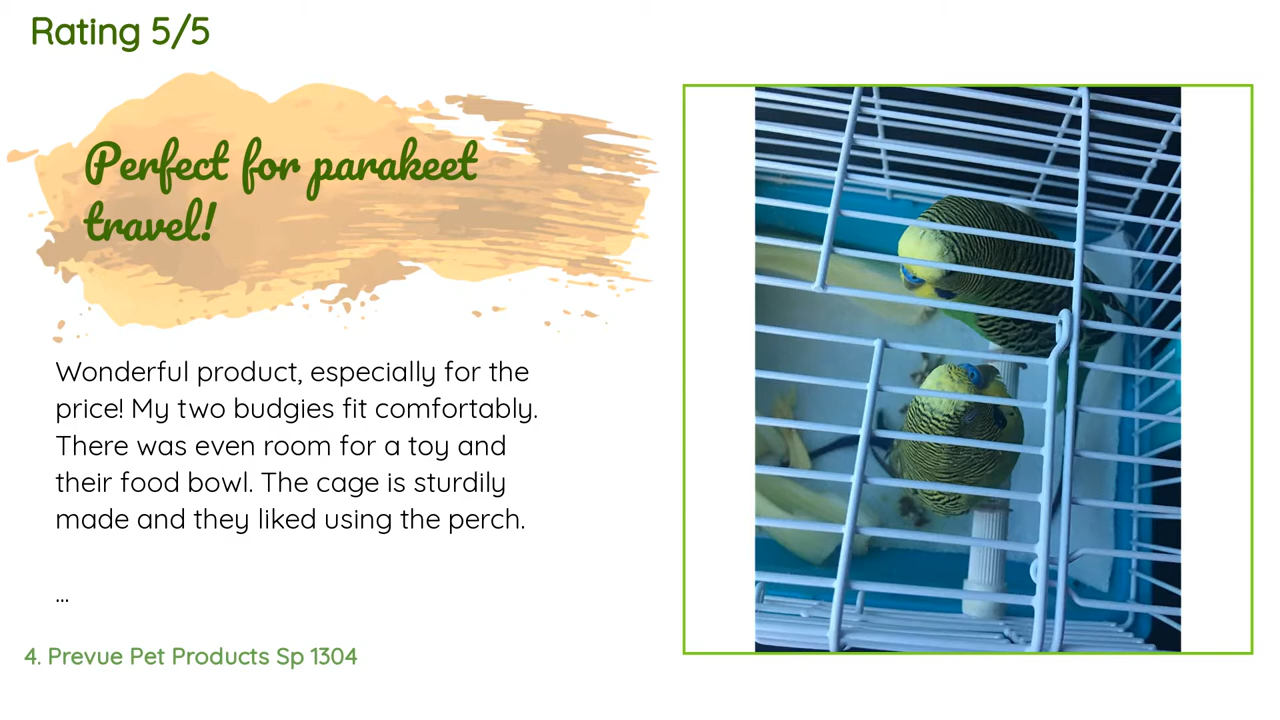 Rating 5/5
Perfect for parakeet
travel!
Wonderful product, especially for the
price! My two budgies fit comfortably.
There was even room for a toy and
their food bowl. The cage is sturdily
made and they liked using the perch.
...
4. Prevue Pet Products Sp 1304